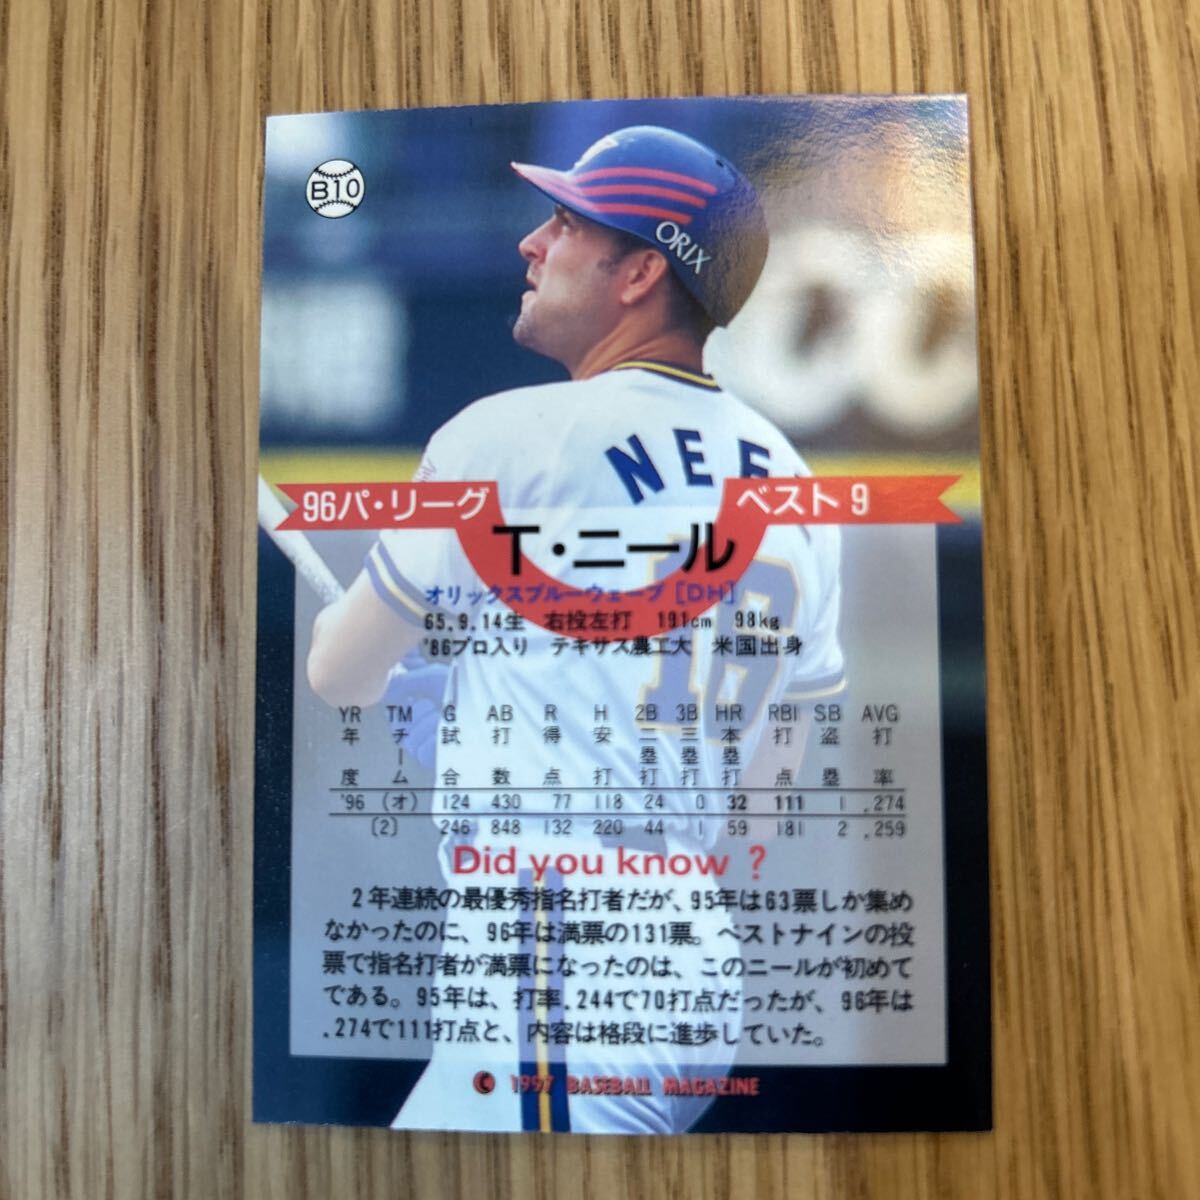 B10
ORIX
NEE
16
96パ・リーグ
ベスト9
T・ニール
オリックスブルーウェーブ [DH]
65.9.14生 右投左打 191cm 98kg
'86プロ入り テキサス農工大 米国出身
YR TM G AB R H 2B 3B HR RBI SB AVG
年度 チーム 試合 打数 得点 安打 二塁打 三塁打 本塁打 打点 盗塁 打率
'96 (オ) 124 430 77 118 24 0 32 111 1 .274
(2) 246 848 132 220 44 1 59 181 2 .259
Did you know ?
2年連続の最優秀指名打者だが、95年は63票しか集め
なかったのに、96年は満票の131票。ベストナインの投
票で指名打者が満票になったのは、このニールが初めて
である。95年は、打率.244で70打点だったが、96年は
.274で111打点と、内容は格段に進歩していた。
© 1997 BASEBALL MAGAZINE